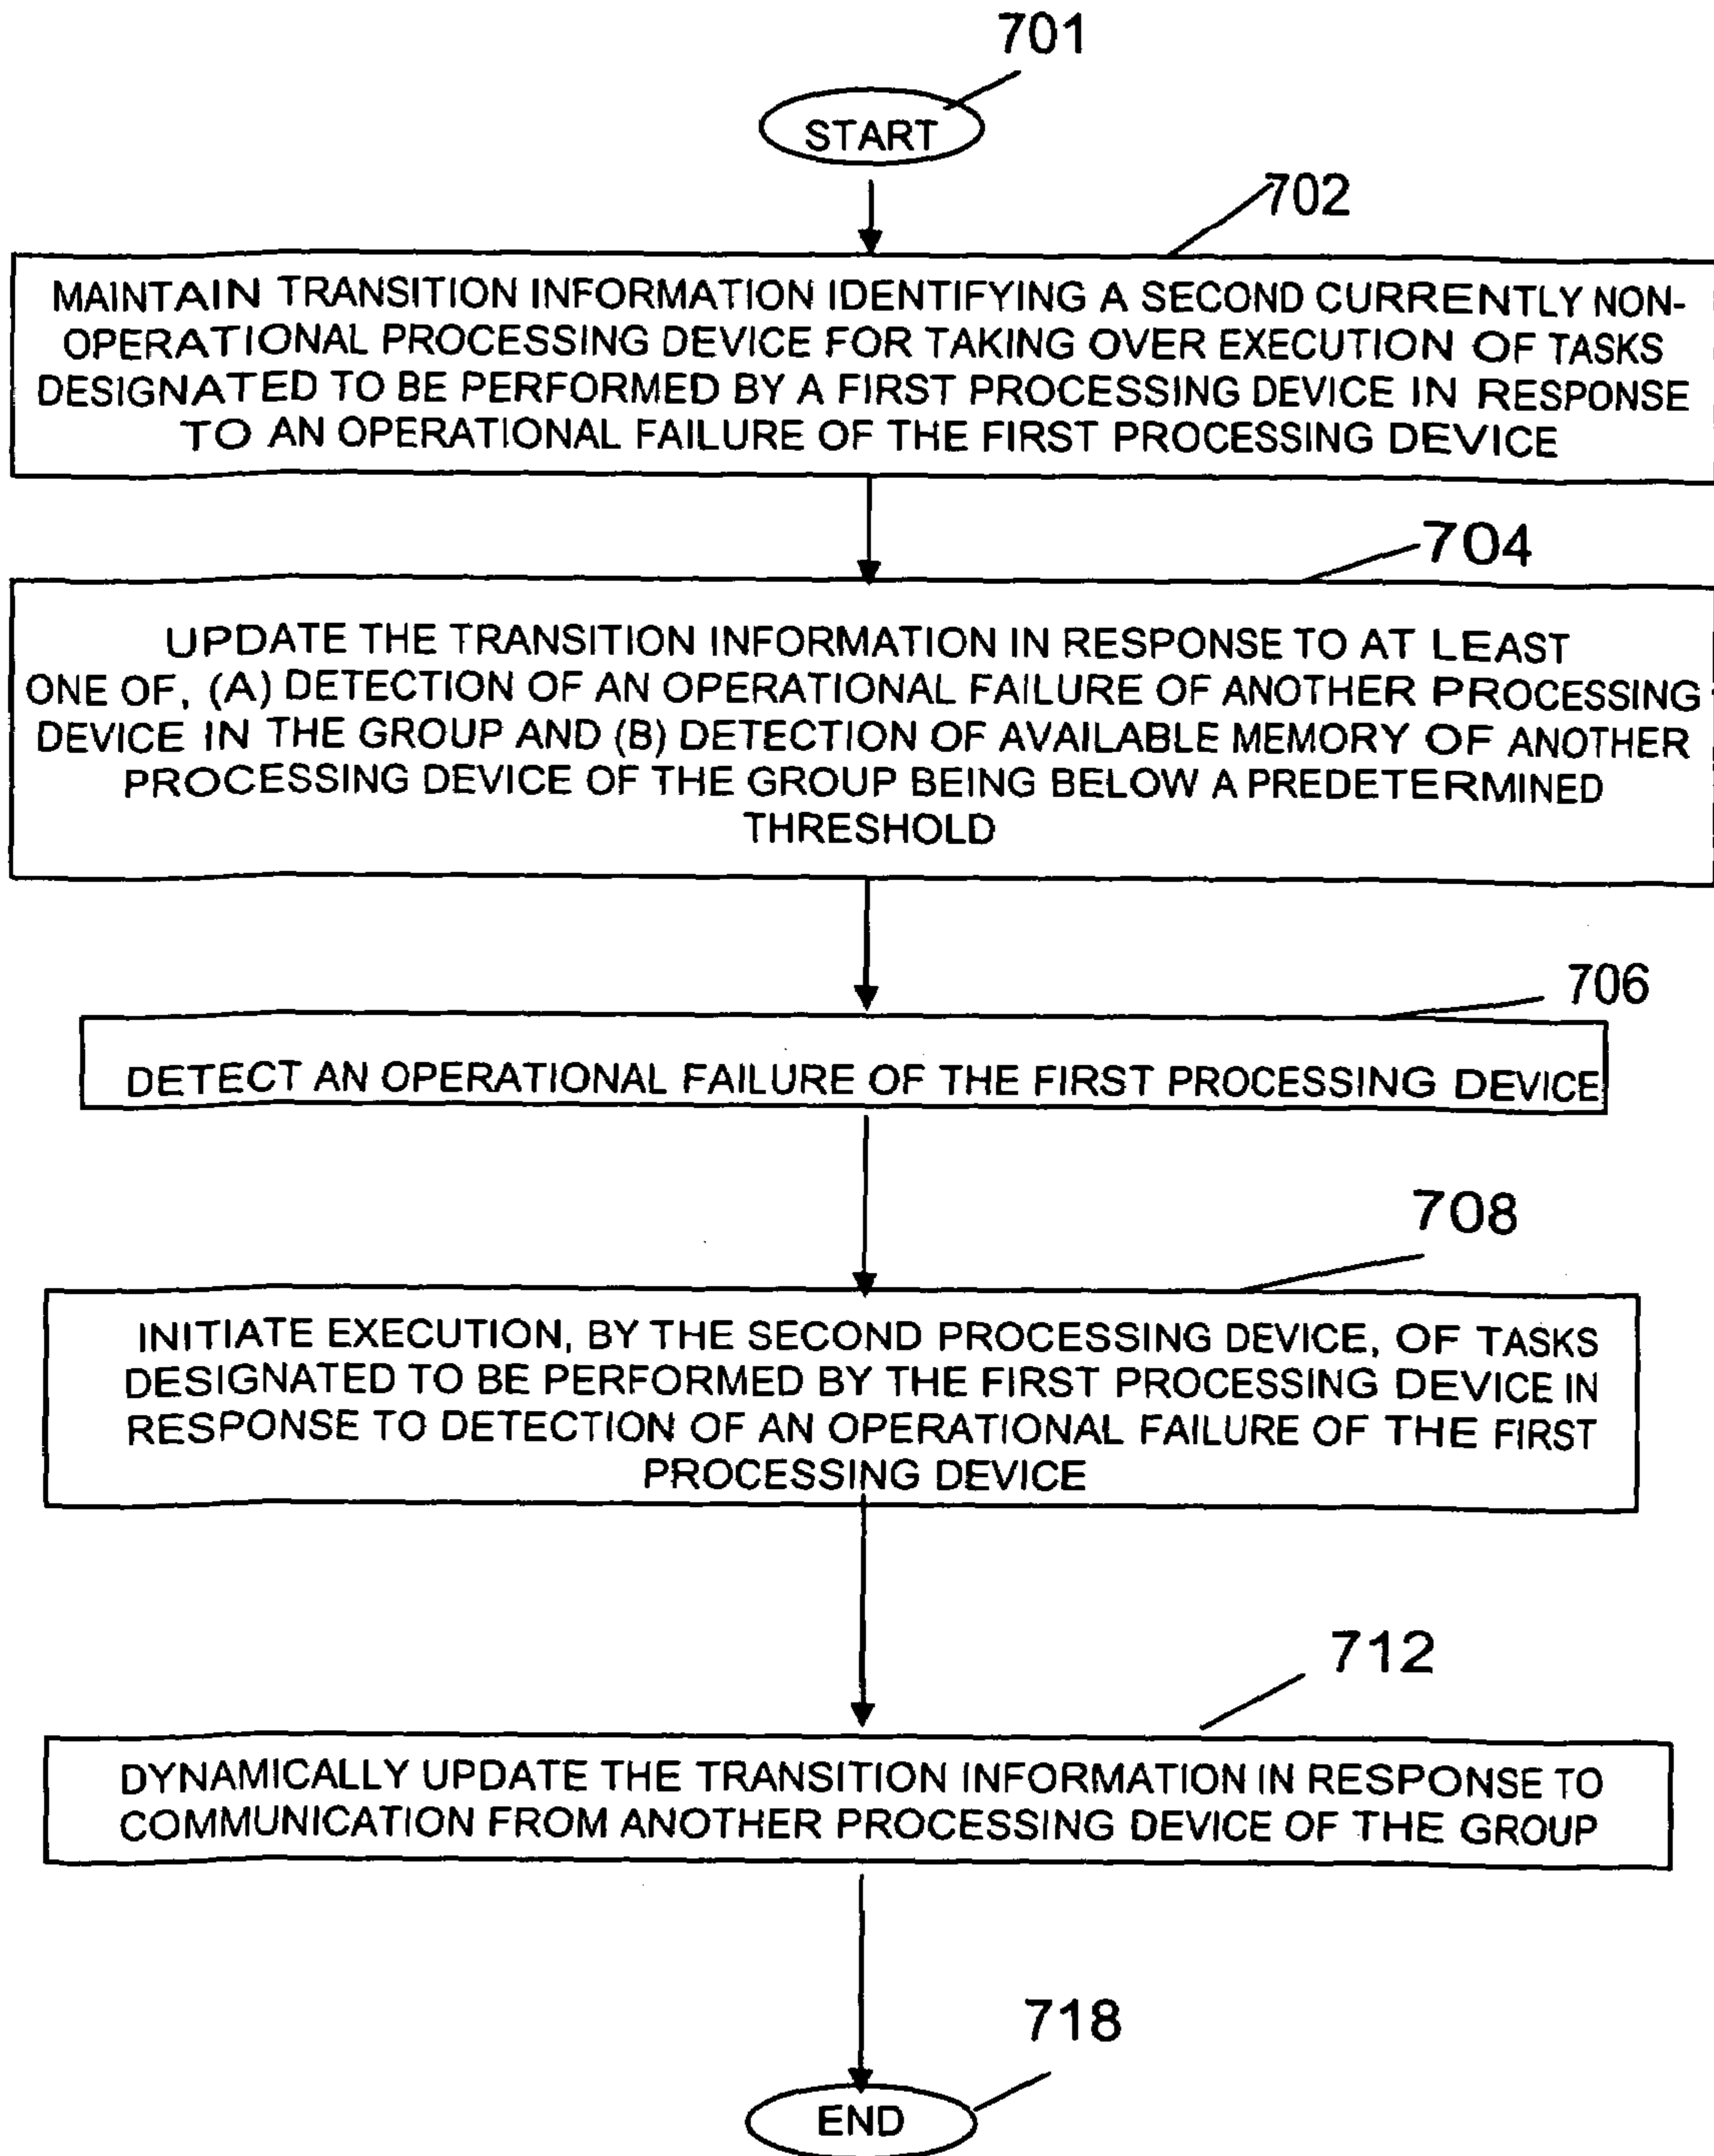 701
START
702
MAINTAIN TRANSITION INFORMATION IDENTIFYING A SECOND CURRENTLY NON-
OPERATIONAL PROCESSING DEVICE FOR TAKING OVER EXECUTION OF TASKS
DESIGNATED TO BE PERFORMED BY A FIRST PROCESSING DEVICE IN RESPONSE
TO AN OPERATIONAL FAILURE OF THE FIRST PROCESSING DEVICE
704
UPDATE THE TRANSITION INFORMATION IN RESPONSE TO AT LEAST
ONE OF, (A) DETECTION OF AN OPERATIONAL FAILURE OF ANOTHER PROCESSING
DEVICE IN THE GROUP AND (B) DETECTION OF AVAILABLE MEMORY OF ANOTHER
PROCESSING DEVICE OF THE GROUP BEING BELOW A PREDETERMINED
THRESHOLD
706
DETECT AN OPERATIONAL FAILURE OF THE FIRST PROCESSING DEVICE
708
INITIATE EXECUTION, BY THE SECOND PROCESSING DEVICE, OF TASKS
DESIGNATED TO BE PERFORMED BY THE FIRST PROCESSING DEVICE IN
RESPONSE TO DETECTION OF AN OPERATIONAL FAILURE OF THE FIRST
PROCESSING DEVICE
712
DYNAMICALLY UPDATE THE TRANSITION INFORMATION IN RESPONSE TO
COMMUNICATION FROM ANOTHER PROCESSING DEVICE OF THE GROUP
718
END